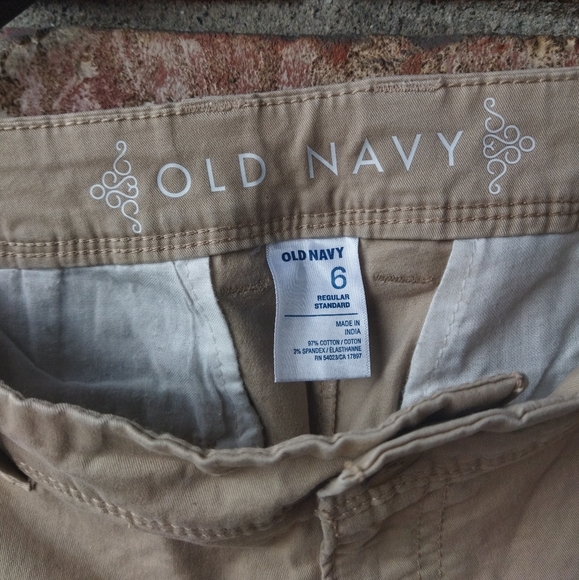 OLD NAVY
OLD NAVY
6
REGULAR
STANDARD
MADE IN
INDIA
97% COTTON / COTON
3% SPANDEX / ÉLASTHANNE
RN 54023/CA 17897